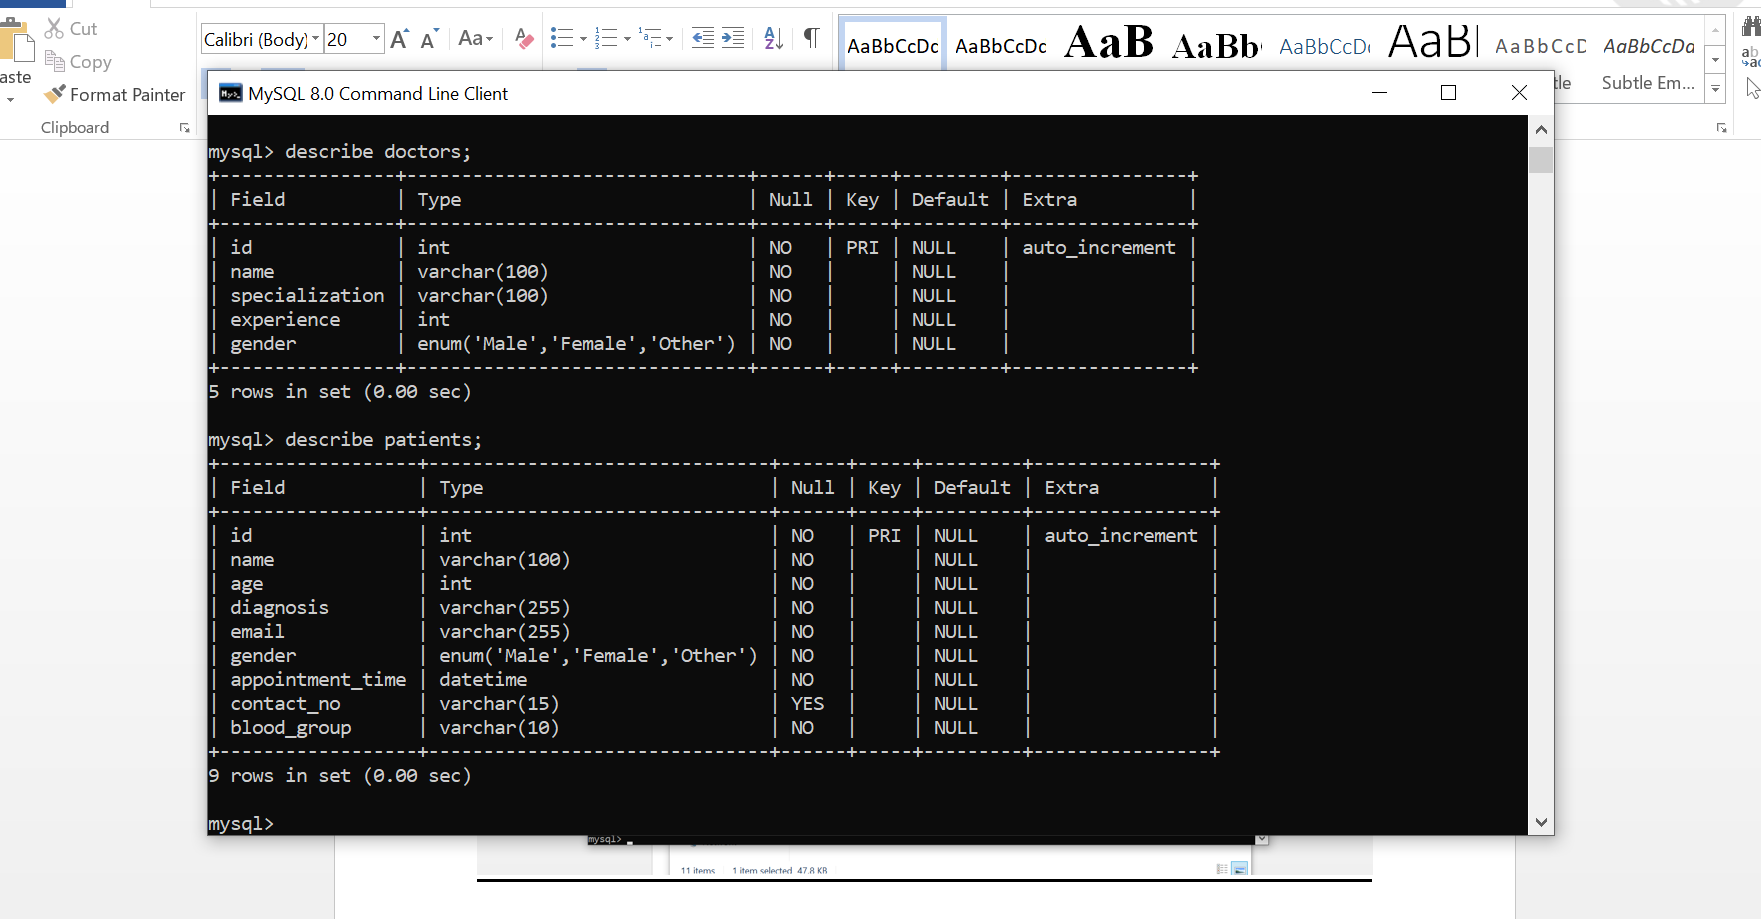 Cut
Calibri (Body) 20 Aa AaBbCcDc AaBbCcDc AaB AaBb AaBbCcD AaB AaBbCcD AaBbCcDd
Copy
aste
Format Painter
tle Subtle Em...
Clipboard
MySQL 8.0 Command Line Client
mysql> describe doctors;
+----------------+-------------------------------+------+-----+---------+----------------+
| Field | Type | Null | Key | Default | Extra |
+----------------+-------------------------------+------+-----+---------+----------------+
| id | int | NO | PRI | NULL | auto_increment |
| name | varchar(100) | NO | | NULL | |
| specialization | varchar(100) | NO | | NULL | |
| experience | int | NO | | NULL | |
| gender | enum('Male','Female','Other') | NO | | NULL | |
+----------------+-------------------------------+------+-----+---------+----------------+
5 rows in set (0.00 sec)
mysql> describe patients;
+------------------+-------------------------------+------+-----+---------+----------------+
| Field | Type | Null | Key | Default | Extra |
+------------------+-------------------------------+------+-----+---------+----------------+
| id | int | NO | PRI | NULL | auto_increment |
| name | varchar(100) | NO | | NULL | |
| age | int | NO | | NULL | |
| diagnosis | varchar(255) | NO | | NULL | |
| email | varchar(255) | NO | | NULL | |
| gender | enum('Male','Female','Other') | NO | | NULL | |
| appointment_time | datetime | NO | | NULL | |
| contact_no | varchar(15) | YES | | NULL | |
| blood_group | varchar(10) | NO | | NULL | |
+------------------+-------------------------------+------+-----+---------+----------------+
9 rows in set (0.00 sec)
mysql>
mysql>
11 items 1 item selected 47.8 KB